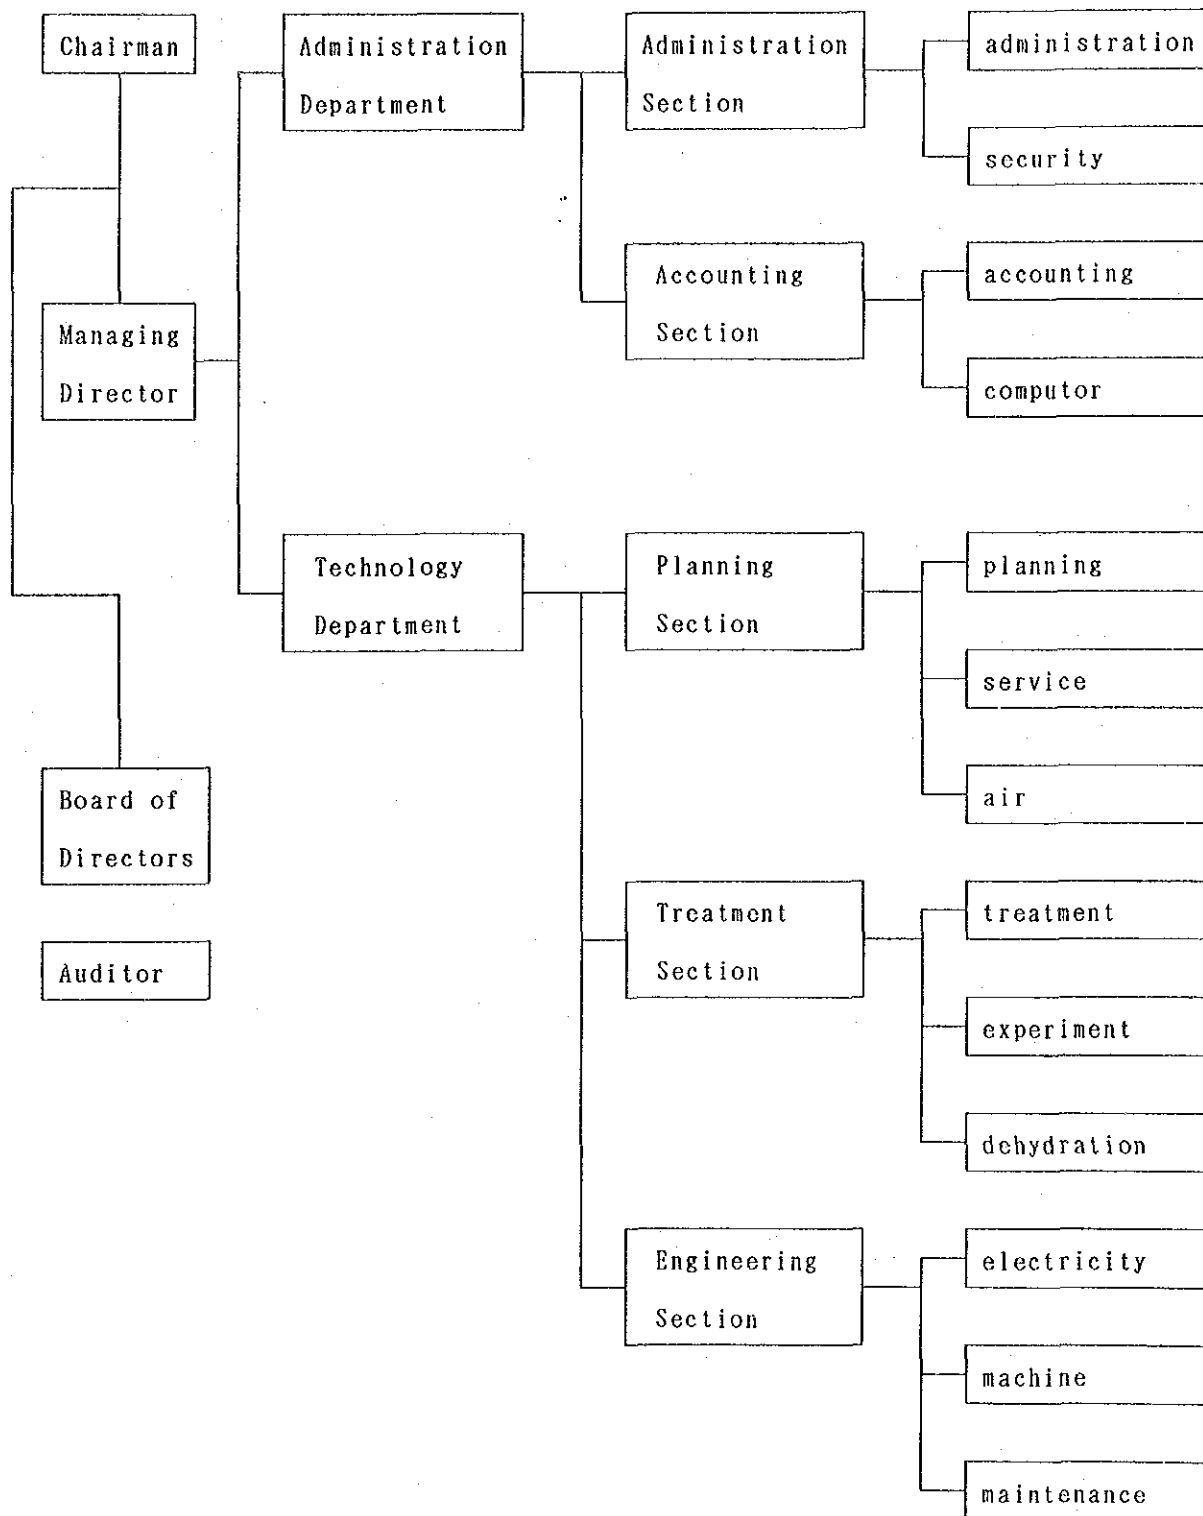 Chairman
Managing
Director
Board of
Directors
Auditor
Administration
Department
Technology
Department
Administration
Section
Accounting
Section
Planning
Section
Treatment
Section
Engineering
Section
administration
security
accounting
computor
planning
service
air
treatment
experiment
dehydration
electricity
machine
maintenance